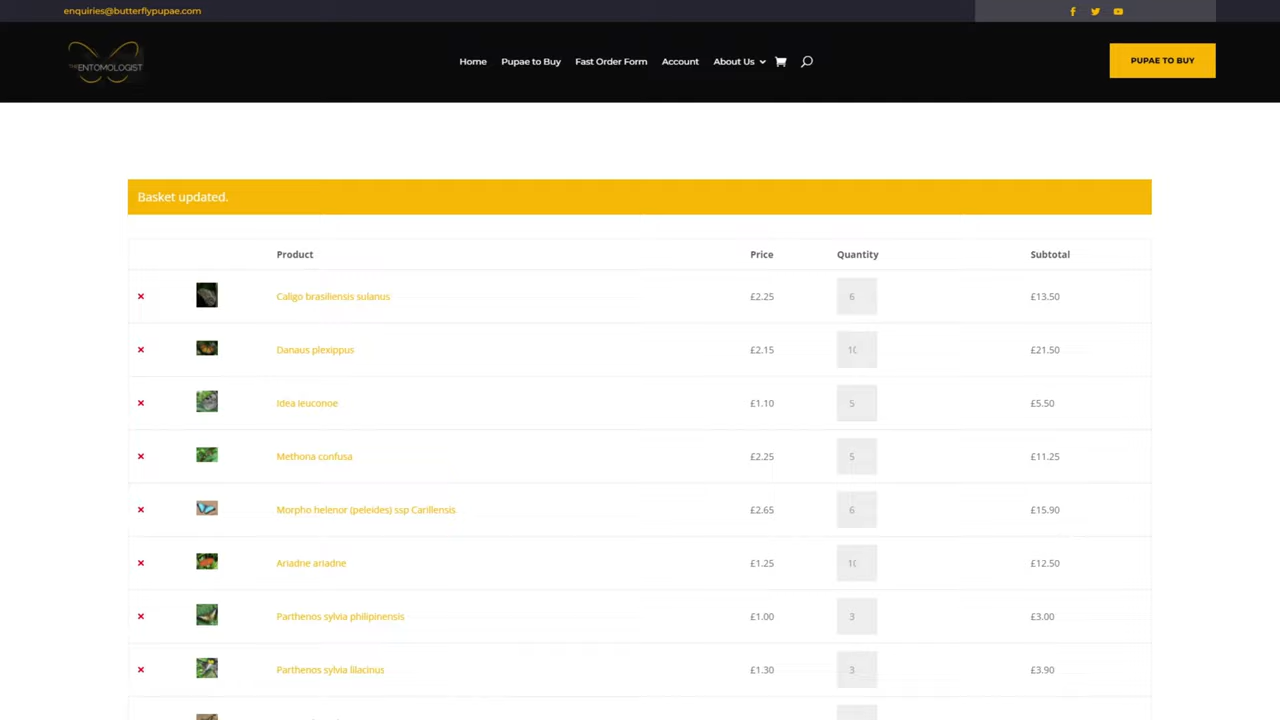 enquiries@butterflypupae.com
THE ENTOMOLOGIST
Home Pupae to Buy Fast Order Form Account About Us
PUPAE TO BUY
Basket updated.
Product Price Quantity Subtotal
Caligo brasiliensis sulanus £2.25 6 £13.50
Danaus plexippus £2.15 10 £21.50
Idea leuconoe £1.10 5 £5.50
Methona confusa £2.25 5 £11.25
Morpho helenor (peleides) ssp Carillensis £2.65 6 £15.90
Ariadne ariadne £1.25 10 £12.50
Parthenos sylvia philipinensis £1.00 3 £3.00
Parthenos sylvia lilacinus £1.30 3 £3.90